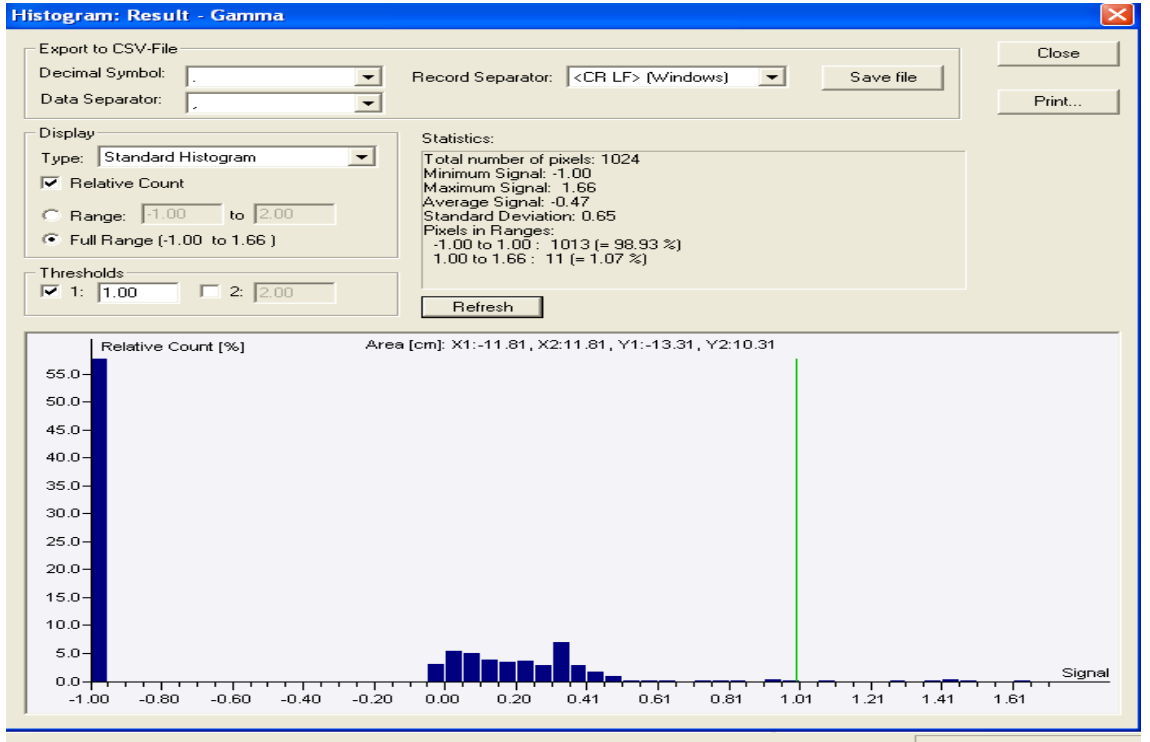 Histogram: Result - Gamma
Export to CSV-File
Decimal Symbol: .
Record Separator: <CR LF> (Windows)
Save file
Close
Data Separator: ,
Print...
Display
Type: Standard Histogram
Relative Count
Range: -1.00 to 2.00
Full Range (-1.00 to 1.66 )
Thresholds
1: 1.00 2: 2.00
Statistics:
Total number of pixels: 1024
Minimum Signal: -1.00
Maximum Signal: 1.66
Average Signal: -0.47
Standard Deviation: 0.65
Pixels in Ranges:
-1.00 to 1.00 : 1013 (= 98.93 %)
1.00 to 1.66 : 11 (= 1.07 %)
Refresh
Relative Count [%]
Area [cm]: X1:-11.81, X2:11.81, Y1:-13.31, Y2:10.31
55.0
50.0
45.0
40.0
35.0
30.0
25.0
20.0
15.0
10.0
5.0
0.0
Signal
-1.00 -0.80 -0.60 -0.40 -0.20 0.00 0.20 0.41 0.61 0.81 1.01 1.21 1.41 1.61